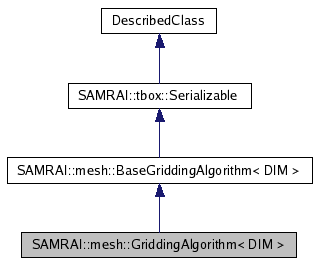 DescribedClass
SAMRAI::tbox::Serializable
SAMRAI::mesh::BaseGriddingAlgorithm< DIM >
SAMRAI::mesh::GriddingAlgorithm< DIM >